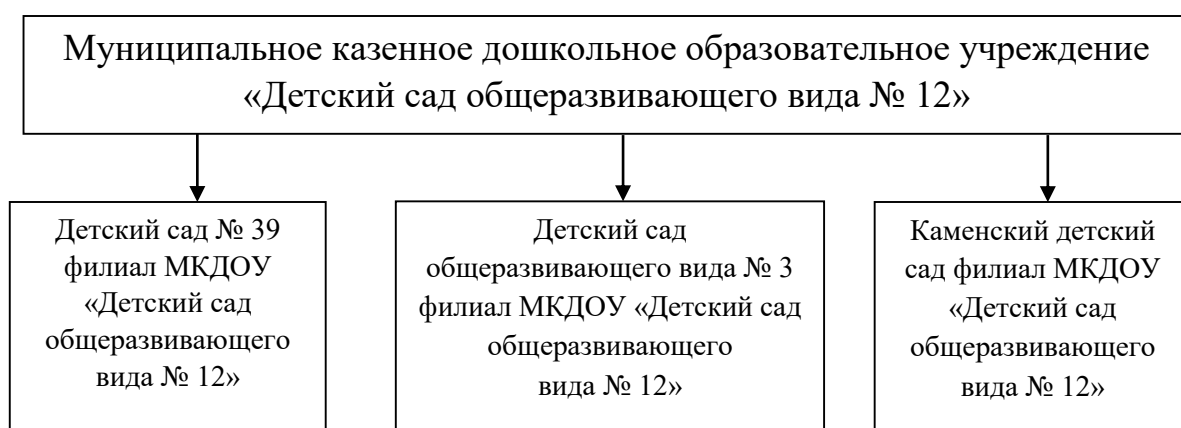 Муниципальное казенное дошкольное образовательное учреждение
«Детский сад общеразвивающего вида № 12»
Детский сад № 39
филиал МКДОУ
«Детский сад
общеразвивающего
вида № 12»
Детский сад
общеразвивающего вида № 3
филиал МКДОУ «Детский сад
общеразвивающего
вида № 12»
Каменский детский
сад филиал МКДОУ
«Детский сад
общеразвивающего
вида № 12»